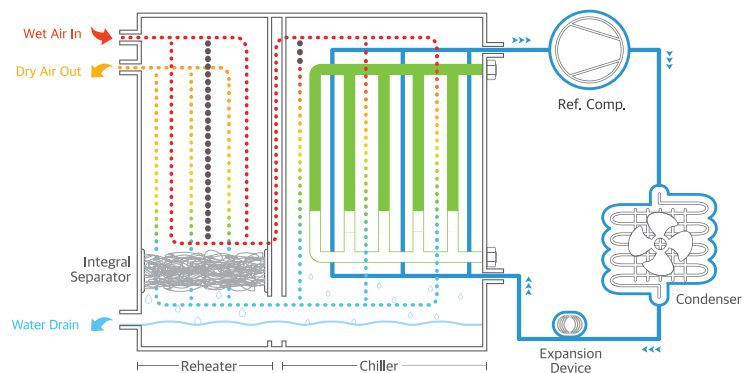 Wet Air In
Dry Air Out
Ref. Comp.
Integral
Separator
Condenser
Water Drain
Expansion
Device
Reheater
Chiller